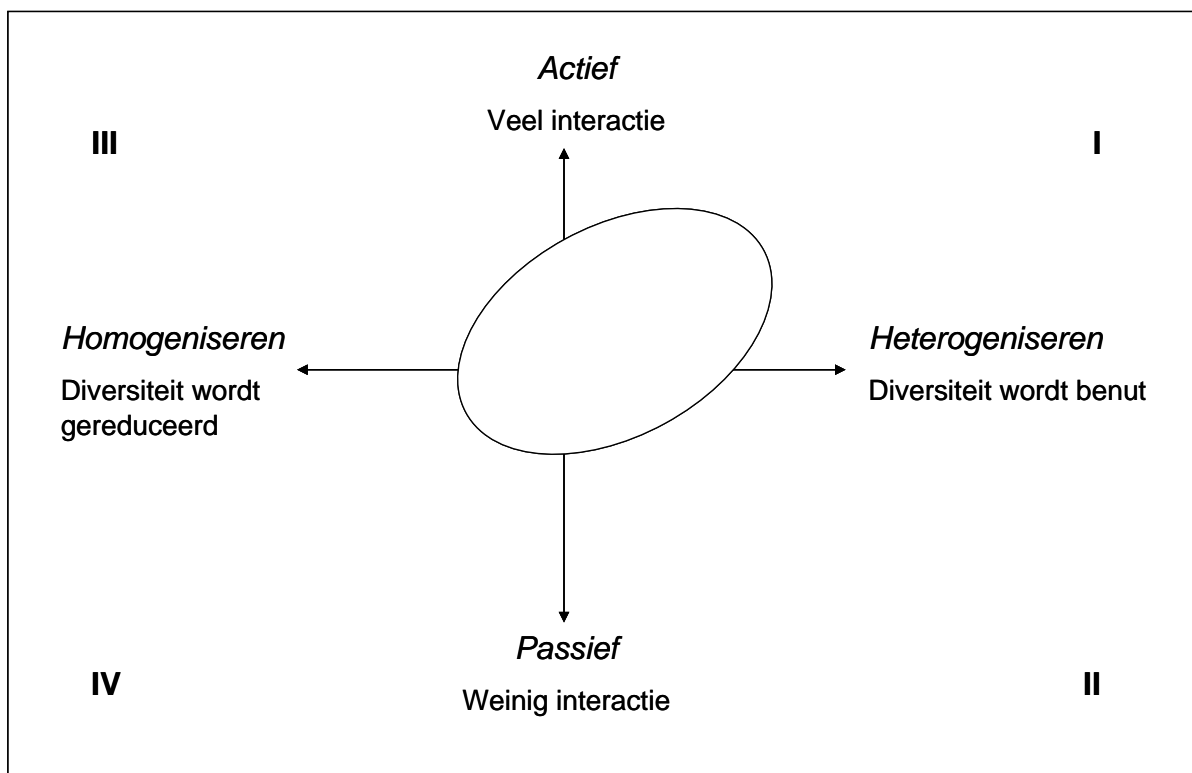 Actief
Veel interactie
III
I
Homogeniseren
Diversiteit wordt
gereduceerd
Heterogeniseren
Diversiteit wordt benut
Passief
Weinig interactie
IV
II